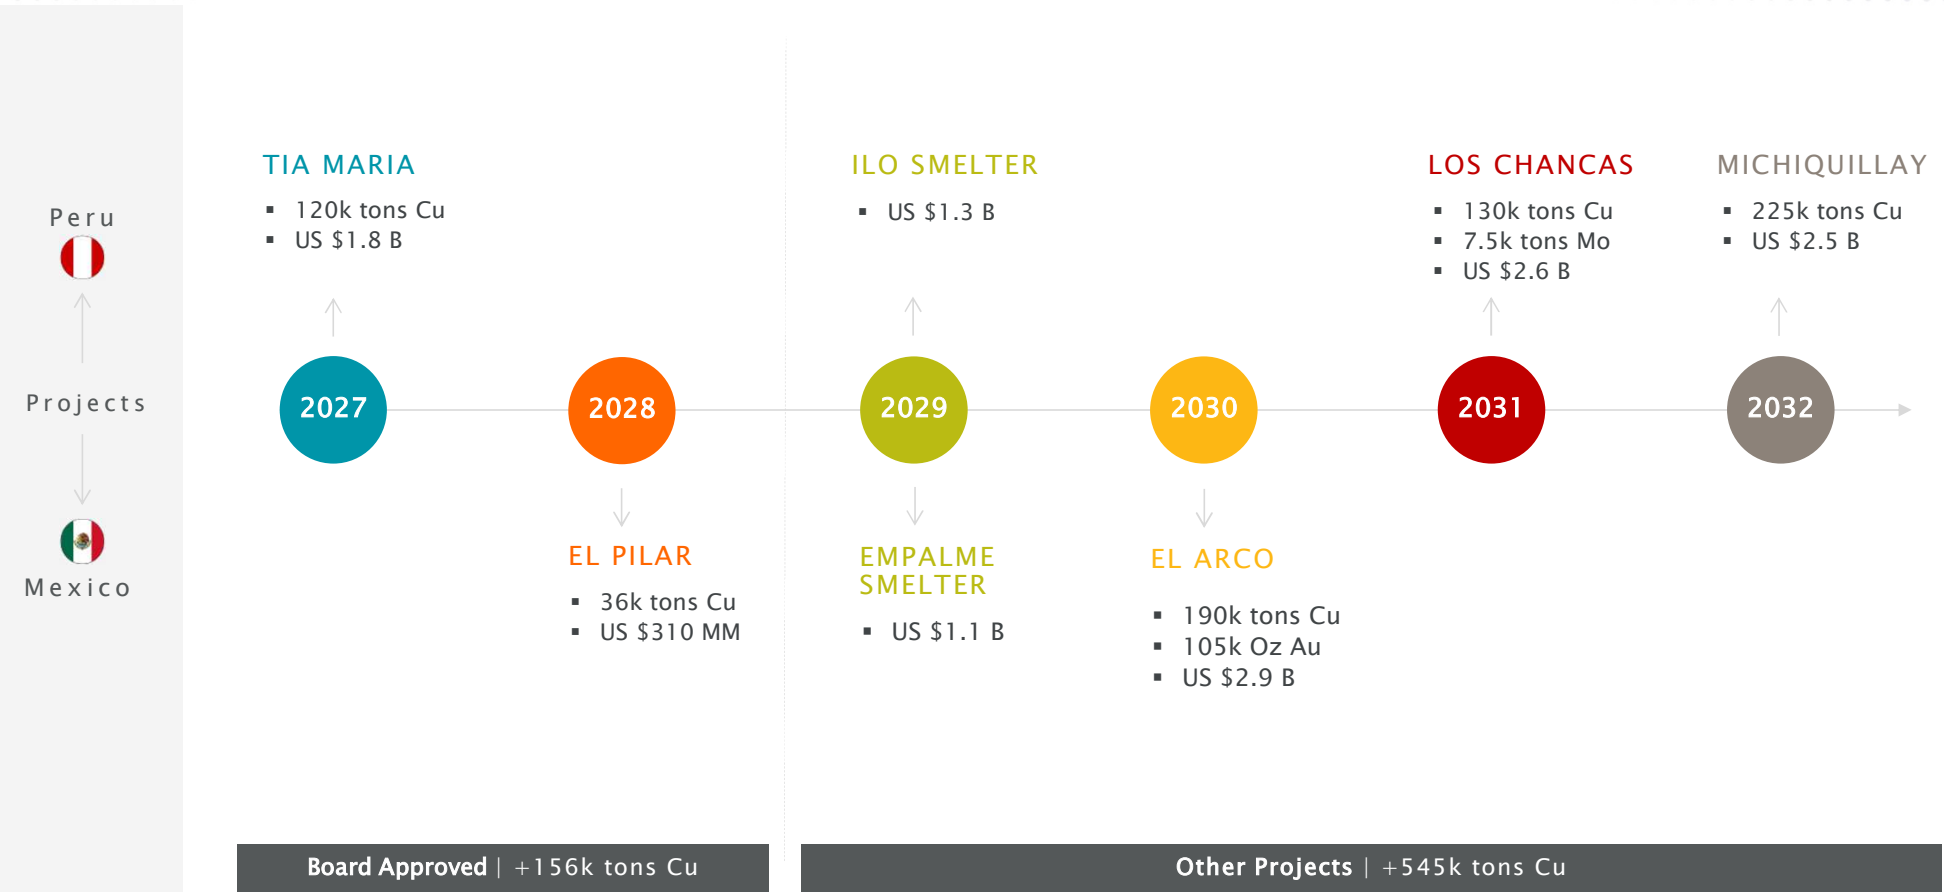 Peru
Projects
Mexico
TIA MARIA
▪ 120k tons Cu
▪ US $1.8 B
ILO SMELTER
▪ US $1.3 B
LOS CHANCAS
▪ 130k tons Cu
▪ 7.5k tons Mo
▪ US $2.6 B
MICHIQUILLAY
▪ 225k tons Cu
▪ US $2.5 B
2027
2028
2029
2030
2031
2032
EL PILAR
▪ 36k tons Cu
▪ US $310 MM
EMPALME
SMELTER
▪ US $1.1 B
EL ARCO
▪ 190k tons Cu
▪ 105k Oz Au
▪ US $2.9 B
Board Approved | +156k tons Cu
Other Projects | +545k tons Cu